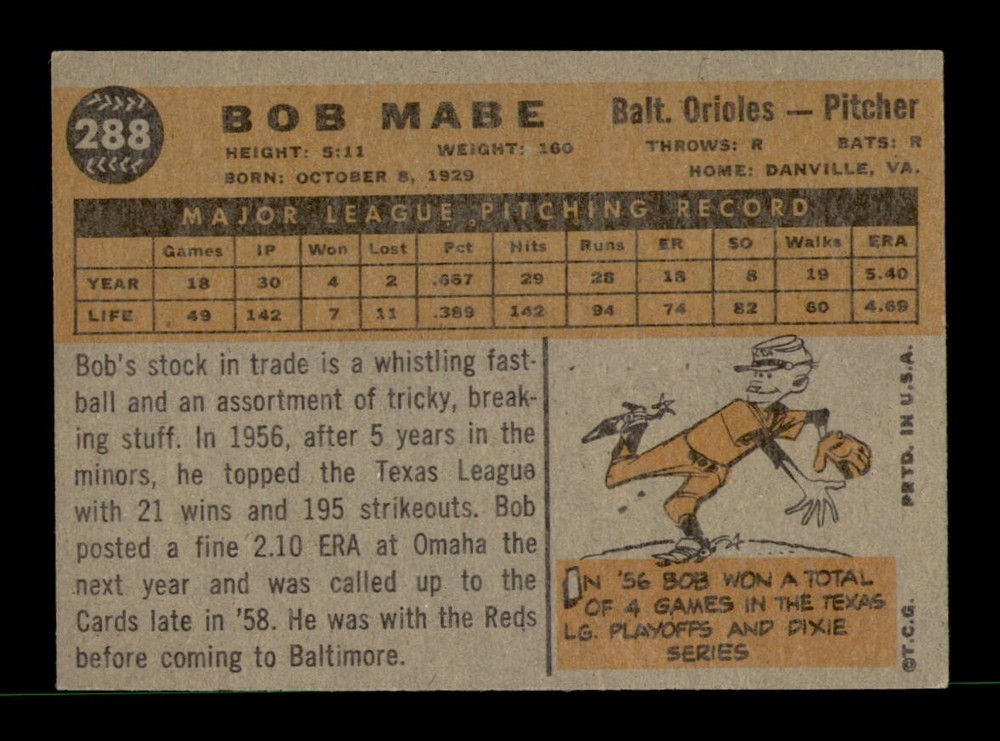 288
BOB MABE
Balt. Orioles — Pitcher
HEIGHT: 5:11 WEIGHT: 160 THROWS: R BATS: R
BORN: OCTOBER 8, 1929 HOME: DANVILLE, VA.
MAJOR LEAGUE PITCHING RECORD
Games IP Won Lost Pct Hits Runs ER SO Walks ERA
YEAR 18 30 4 2 .667 29 28 18 8 19 5.40
LIFE 49 142 7 11 .389 142 94 74 82 60 4.69
Bob's stock in trade is a whistling fast-
ball and an assortment of tricky, break-
ing stuff. In 1956, after 5 years in the
minors, he topped the Texas League
with 21 wins and 195 strikeouts. Bob
posted a fine 2.10 ERA at Omaha the
next year and was called up to the
Cards late in '58. He was with the Reds
before coming to Baltimore.
IN '56 BOB WON A TOTAL
OF 4 GAMES IN THE TEXAS
LG. PLAYOFFS AND DIXIE
SERIES
©T.C.G. PRTD. IN U.S.A.